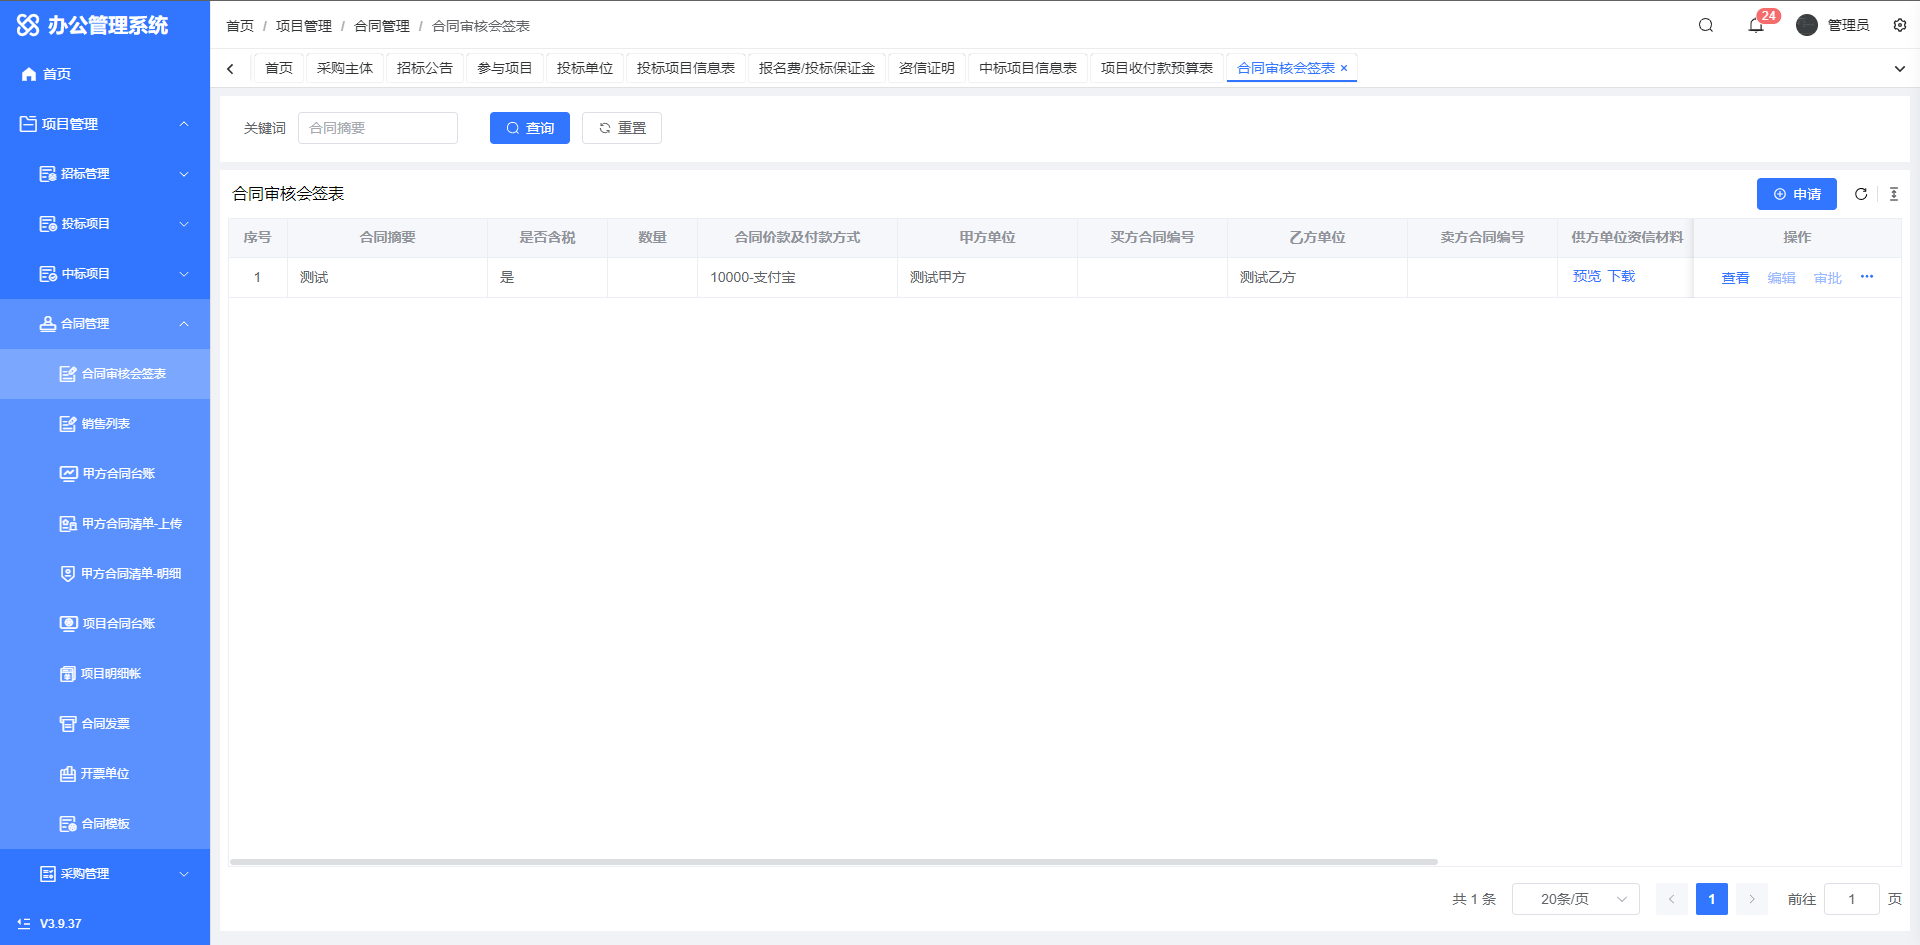 办公管理系统
首页
项目管理
招标管理
投标项目
中标项目
合同管理
合同审核会签表
销售列表
甲方合同台账
甲方合同清单-上传
甲方合同清单-明细
项目合同台账
项目明细帐
合同发票
开票单位
合同模板
采购管理
V3.9.37
首页 / 项目管理 / 合同管理 / 合同审核会签表
24
管理员
首页 采购主体 招标公告 参与项目 投标单位 投标项目信息表 报名费/投标保证金 资信证明 中标项目信息表 项目收付款预算表 合同审核会签表 ×
关键词 合同摘要 查询 重置
合同审核会签表 申请
序号 合同摘要 是否含税 数量 合同价款及付款方式 甲方单位 买方合同编号 乙方单位 卖方合同编号 供方单位资信材料 操作
1 测试 是 10000-支付宝 测试甲方 测试乙方 预览 下载 查看 编辑 审批 ···
共 1 条 20条/页 < 1 > 前往 1 页